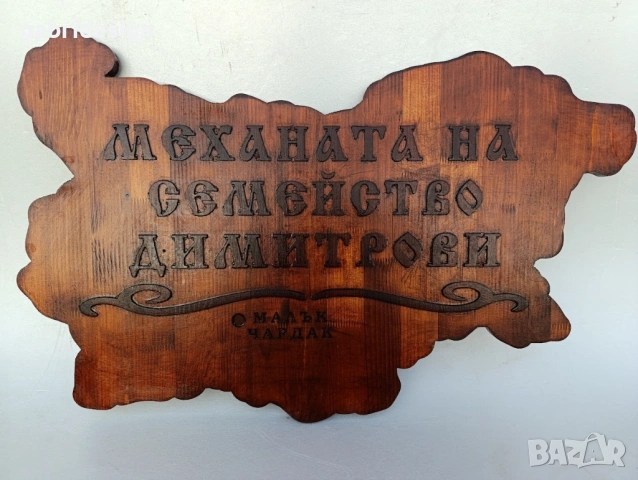 МЕХАНАТА НА
СЕМЕЙСТВО
ДИМИТРОВИ
МАЛЪК
ЧАРДАК
BAZAR